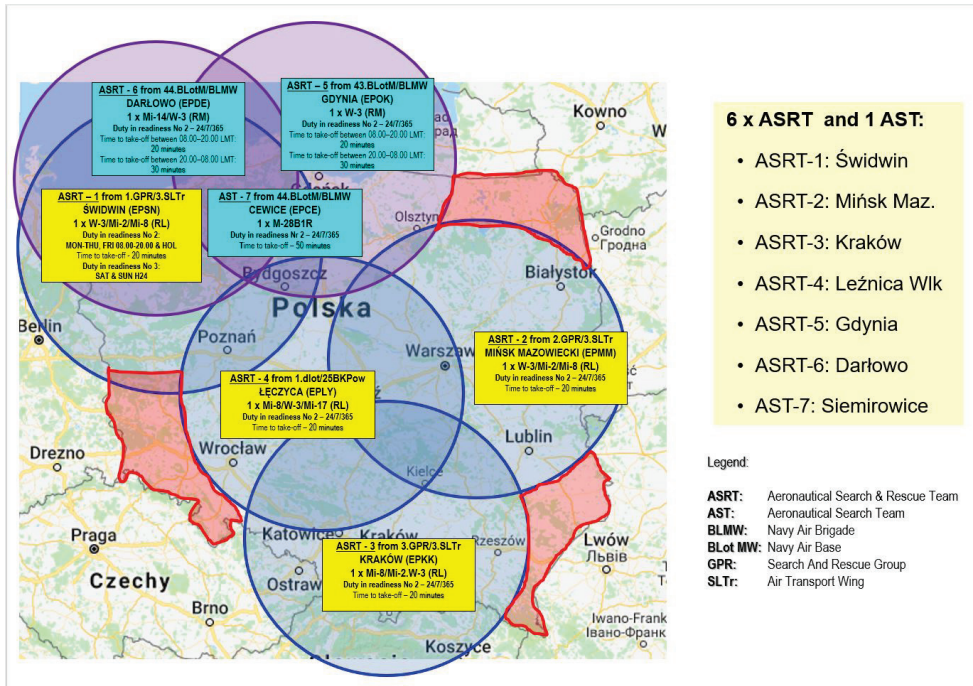 ASRT - 6 from 44.BLotM/BLMW
DARŁOWO (EPDE)
1 x Mi-14/W-3 (RM)
Duty in readiness No 2 – 24/7/365
Time to take-off between 08.00–20.00 LMT:
20 minutes
Time to take-off between 20.00–08.00 LMT:
30 minutes
ASRT – 5 from 43.BLotM/BLMW
GDYNIA (EPOK)
1 x W-3 (RM)
Duty in readiness No 2 – 24/7/365
Time to take-off between 08.00–20.00 LMT:
20 minutes
Time to take-off between 20.00–08.00 LMT:
30 minutes
ASRT – 1 from 1.GPR/3.SLTr
ŚWIDWIN (EPSN)
1 x W-3/Mi-2/Mi-8 (RL)
Duty in readiness No 2:
MON-THU, FRI 08.00-20.00 & HOL
Time to take-off - 20 minutes
Duty in readiness No 3:
SAT & SUN H24
AST - 7 from 44.BLotM/BLMW
CEWICE (EPCE)
1 x M-28B1R
Duty in readiness Nr 2 – 24/7/365
Time to take-off – 50 minutes
ASRT - 2 from 2.GPR/3.SLTr
MIŃSK MAZOWIECKI (EPMM)
1 x W-3/Mi-2/Mi-8 (RL)
Duty in readiness No 2 – 24/7/365
Time to take-off – 20 minutes
ASRT - 4 from 1.dlot/25BKPow
ŁĘCZYCA (EPLY)
1 x Mi-8/W-3/Mi-17 (RL)
Duty in readiness No 2 – 24/7/365
Time to take-off – 20 minutes
ASRT - 3 from 3.GPR/3.SLTr
KRAKÓW (EPKK)
1 x Mi-8/Mi-2.W-3 (RL)
Duty in readiness No 2 – 24/7/365
Time to take-off – 20 minutes
Kowno
Olsztyn
Grodno
Гродна
Białystok
Bydgoszcz
Polska
Berlin
Poznań
Warszawa
Wrocław
Lublin
Drezno
Kielce
Praga
Katowice
Kraków
Rzeszów
Lwów
Львів
Czechy
Ostrawa
Brno
Iwano-Frank
Івано-Франк
Koszyce
6 x ASRT and 1 AST:
• ASRT-1: Świdwin
• ASRT-2: Mińsk Maz.
• ASRT-3: Kraków
• ASRT-4: Leźnica Wlk
• ASRT-5: Gdynia
• ASRT-6: Darłowo
• AST-7: Siemirowice
Legend:
ASRT: Aeronautical Search & Rescue Team
AST: Aeronautical Search Team
BLMW: Navy Air Brigade
BLot MW: Navy Air Base
GPR: Search And Rescue Group
SLTr: Air Transport Wing